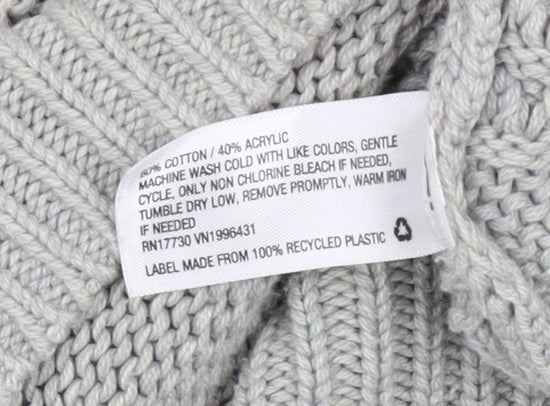 60% COTTON / 40% ACRYLIC
MACHINE WASH COLD WITH LIKE COLORS, GENTLE
CYCLE, ONLY NON CHLORINE BLEACH IF NEEDED,
TUMBLE DRY LOW, REMOVE PROMPTLY, WARM IRON
IF NEEDED
RN17730 VN1996431
LABEL MADE FROM 100% RECYCLED PLASTIC